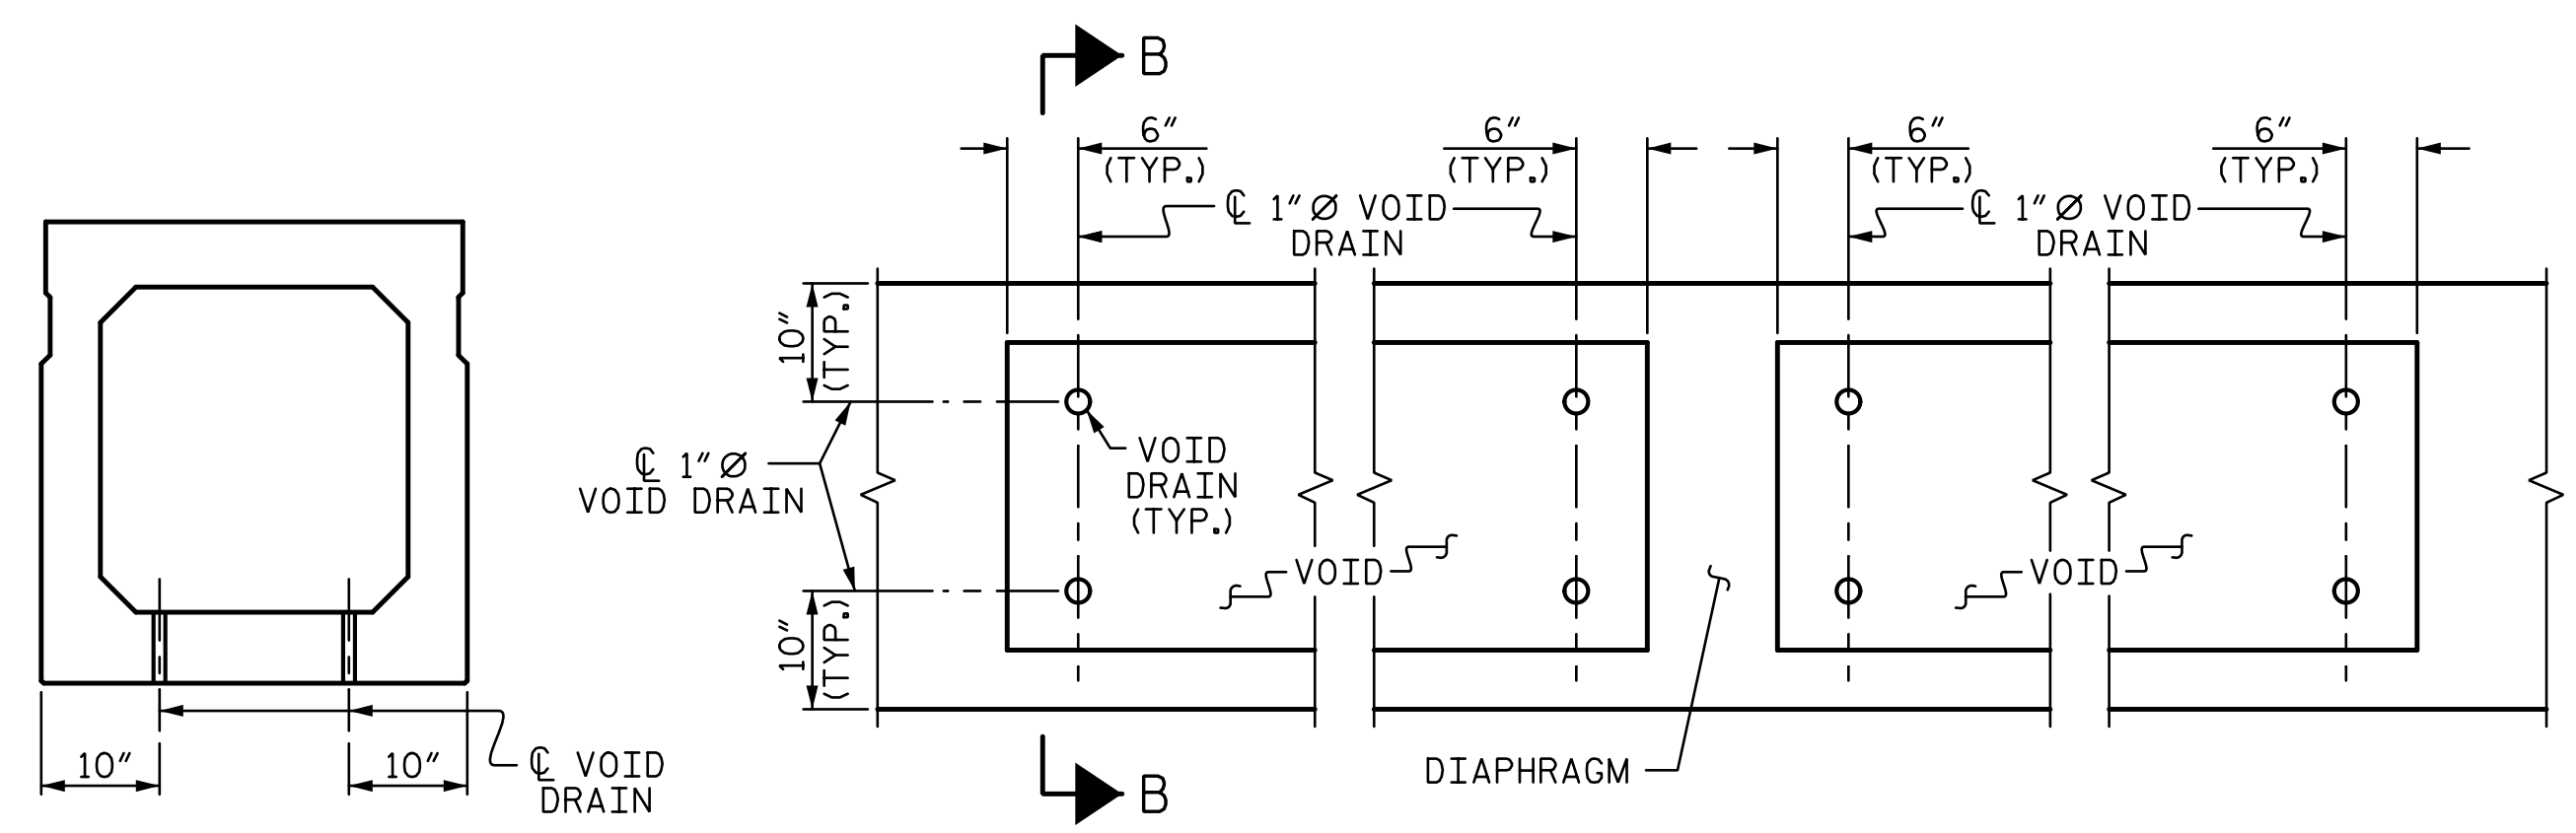 B
6" 6" 6" 6"
(TYP.) (TYP.) (TYP.) (TYP.)
℄ 1"Ø VOID
DRAIN
℄ 1"Ø VOID
DRAIN
10"
(TYP.)
℄ 1"Ø
VOID DRAIN
VOID
DRAIN
(TYP.)
VOID VOID
10"
(TYP.)
10" 10"
℄ VOID
DRAIN
DIAPHRAGM
B